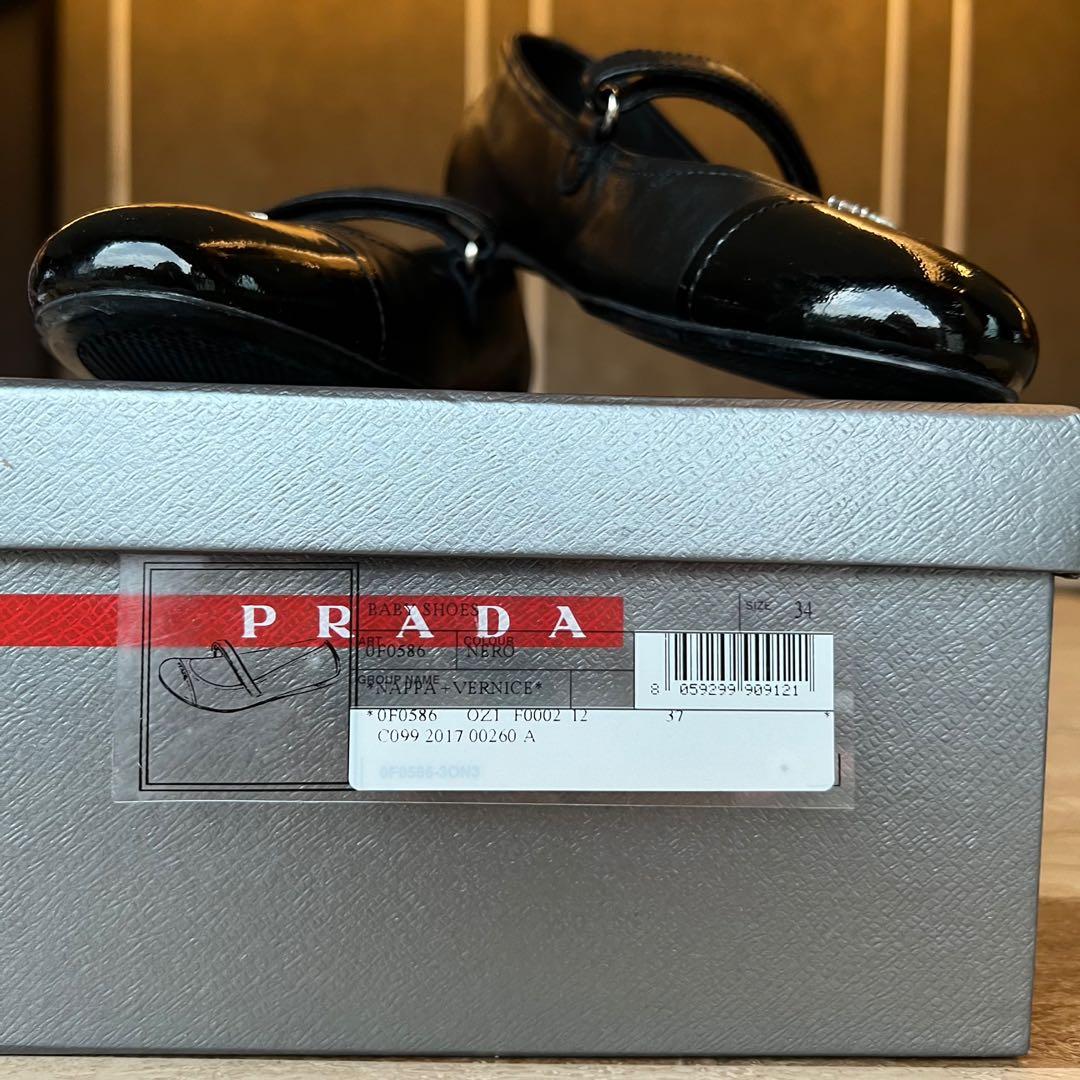 PRADA
BABY SHOES
SIZE 34
ART. COLOUR
0F0586 NERO
GROUP NAME
*NAPPA+VERNICE*
8 059299 909121
*0F0586 OZ1 F0002 12 37 *
C099 2017 00260 A
0F0586-3ON3